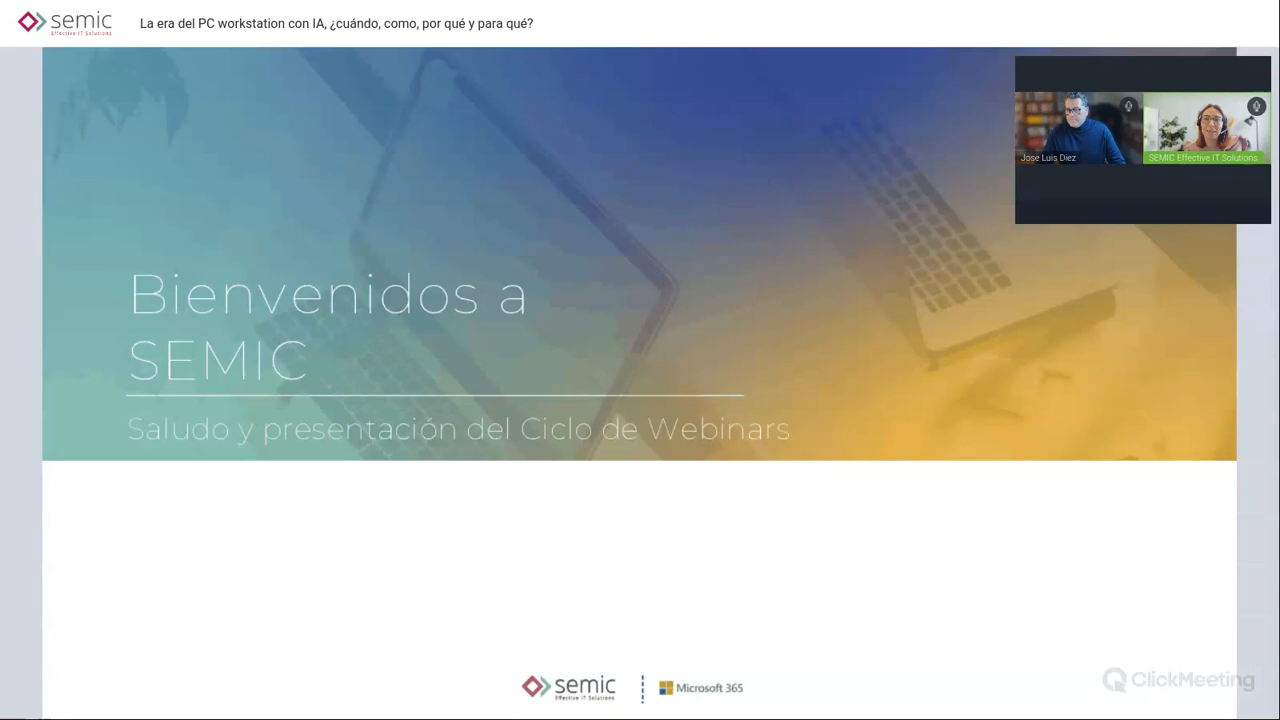 semic
Effective IT Solutions
La era del PC workstation con IA, ¿cuándo, como, por qué y para qué?
Jose Luis Diez
SEMIC Effective IT Solutions
Bienvenidos a
SEMIC
Saludo y presentación del Ciclo de Webinars
semic
Effective IT Solutions
Microsoft 365
ClickMeeting